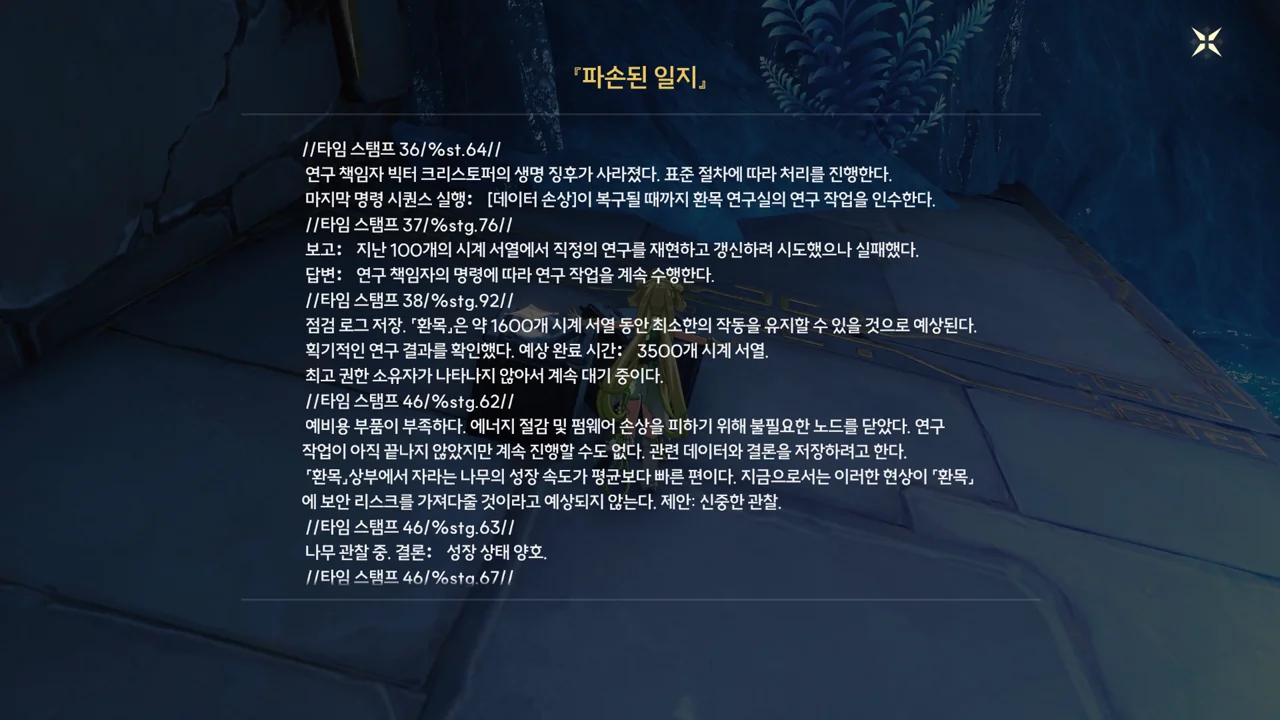 『파손된 일지』
//타임 스탬프 36/%st.64//
연구 책임자 빅터 크리스토퍼의 생명 징후가 사라졌다. 표준 절차에 따라 처리를 진행한다.
마지막 명령 시퀀스 실행: [데이터 손상]이 복구될 때까지 환목 연구실의 연구 작업을 인수한다.
//타임 스탬프 37/%stg.76//
보고: 지난 100개의 시계 서열에서 직정의 연구를 재현하고 갱신하려 시도했으나 실패했다.
답변: 연구 책임자의 명령에 따라 연구 작업을 계속 수행한다.
//타임 스탬프 38/%stg.92//
점검 로그 저장. 「환목」은 약 1600개 시계 서열 동안 최소한의 작동을 유지할 수 있을 것으로 예상된다.
획기적인 연구 결과를 확인했다. 예상 완료 시간: 3500개 시계 서열.
최고 권한 소유자가 나타나지 않아서 계속 대기 중이다.
//타임 스탬프 46/%stg.62//
예비용 부품이 부족하다. 에너지 절감 및 펌웨어 손상을 피하기 위해 불필요한 노드를 닫았다. 연구
작업이 아직 끝나지 않았지만 계속 진행할 수도 없다. 관련 데이터와 결론을 저장하려고 한다.
「환목」상부에서 자라는 나무의 성장 속도가 평균보다 빠른 편이다. 지금으로서는 이러한 현상이 「환목」
에 보안 리스크를 가져다줄 것이라고 예상되지 않는다. 제안: 신중한 관찰.
//타임 스탬프 46/%stg.63//
나무 관찰 중. 결론: 성장 상태 양호.
//타임 스탬프 46/%stg.67//